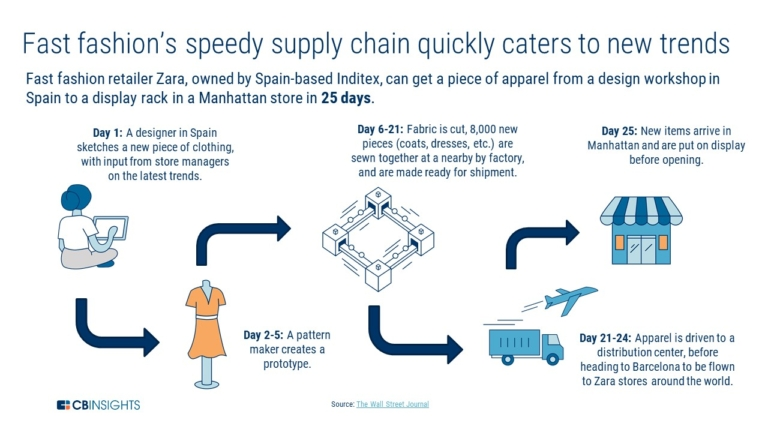 Fast fashion's speedy supply chain quickly caters to new trends
Fast fashion retailer Zara, owned by Spain-based Inditex, can get a piece of apparel from a design workshop in
Spain to a display rack in a Manhattan store in 25 days.
Day 1: A designer in Spain
sketches a new piece of clothing,
with input from store managers
on the latest trends.
Day 6-21: Fabric is cut, 8,000 new
pieces (coats, dresses, etc.) are
sewn together at a nearby by factory,
and are made ready for shipment.
Day 25: New items arrive in
Manhattan and are put on display
before opening.
Day 2-5: A pattern
maker creates a
prototype.
Day 21-24: Apparel is driven to a
distribution center, before
heading to Barcelona to be flown
to Zara stores around the world.
CBINSIGHTS
Source: The Wall Street Journal